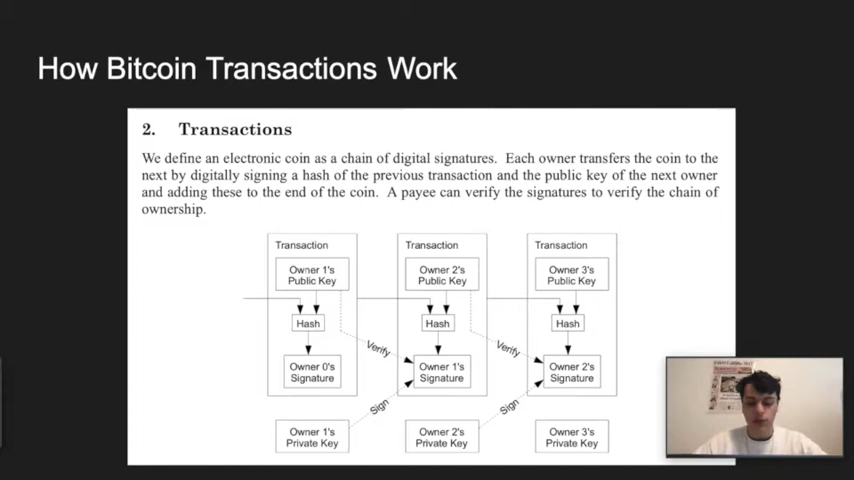 How Bitcoin Transactions Work
2. Transactions
We define an electronic coin as a chain of digital signatures. Each owner transfers the coin to the
next by digitally signing a hash of the previous transaction and the public key of the next owner
and adding these to the end of the coin. A payee can verify the signatures to verify the chain of
ownership.
Transaction
Owner 1's
Public Key
Hash
Owner 0's
Signature
Transaction
Owner 2's
Public Key
Hash
Verify
Owner 1's
Signature
Transaction
Owner 3's
Public Key
Hash
Verify
Owner 2's
Signature
Sign
Sign
Owner 1's
Private Key
Owner 2's
Private Key
Owner 3's
Private Key